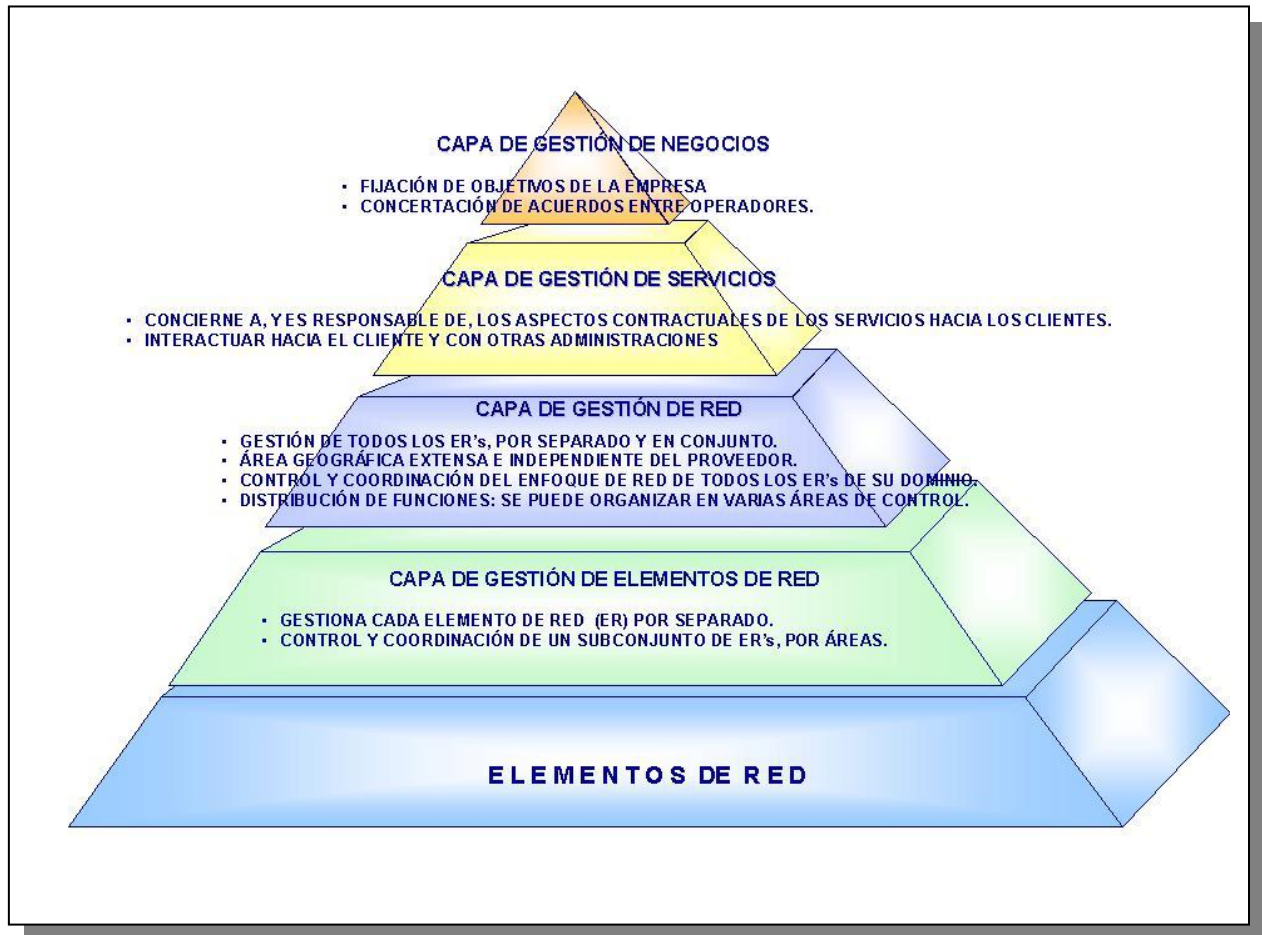 CAPA DE GESTIÓN DE NEGOCIOS
• FIJACIÓN DE OBJETIVOS DE LA EMPRESA
• CONCERTACIÓN DE ACUERDOS ENTRE OPERADORES.
CAPA DE GESTIÓN DE SERVICIOS
• CONCIERNE A, Y ES RESPONSABLE DE, LOS ASPECTOS CONTRACTUALES DE LOS SERVICIOS HACIA LOS CLIENTES.
• INTERACTUAR HACIA EL CLIENTE Y CON OTRAS ADMINISTRACIONES
CAPA DE GESTIÓN DE RED
• GESTIÓN DE TODOS LOS ER's, POR SEPARADO Y EN CONJUNTO.
• ÁREA GEOGRÁFICA EXTENSA E INDEPENDIENTE DEL PROVEEDOR.
• CONTROL Y COORDINACIÓN DEL ENFOQUE DE RED DE TODOS LOS ER's DE SU DOMINIO.
• DISTRIBUCIÓN DE FUNCIONES: SE PUEDE ORGANIZAR EN VARIAS ÁREAS DE CONTROL.
CAPA DE GESTIÓN DE ELEMENTOS DE RED
• GESTIONA CADA ELEMENTO DE RED (ER) POR SEPARADO.
• CONTROL Y COORDINACIÓN DE UN SUBCONJUNTO DE ER's, POR ÁREAS.
ELEMENTOS DE RED